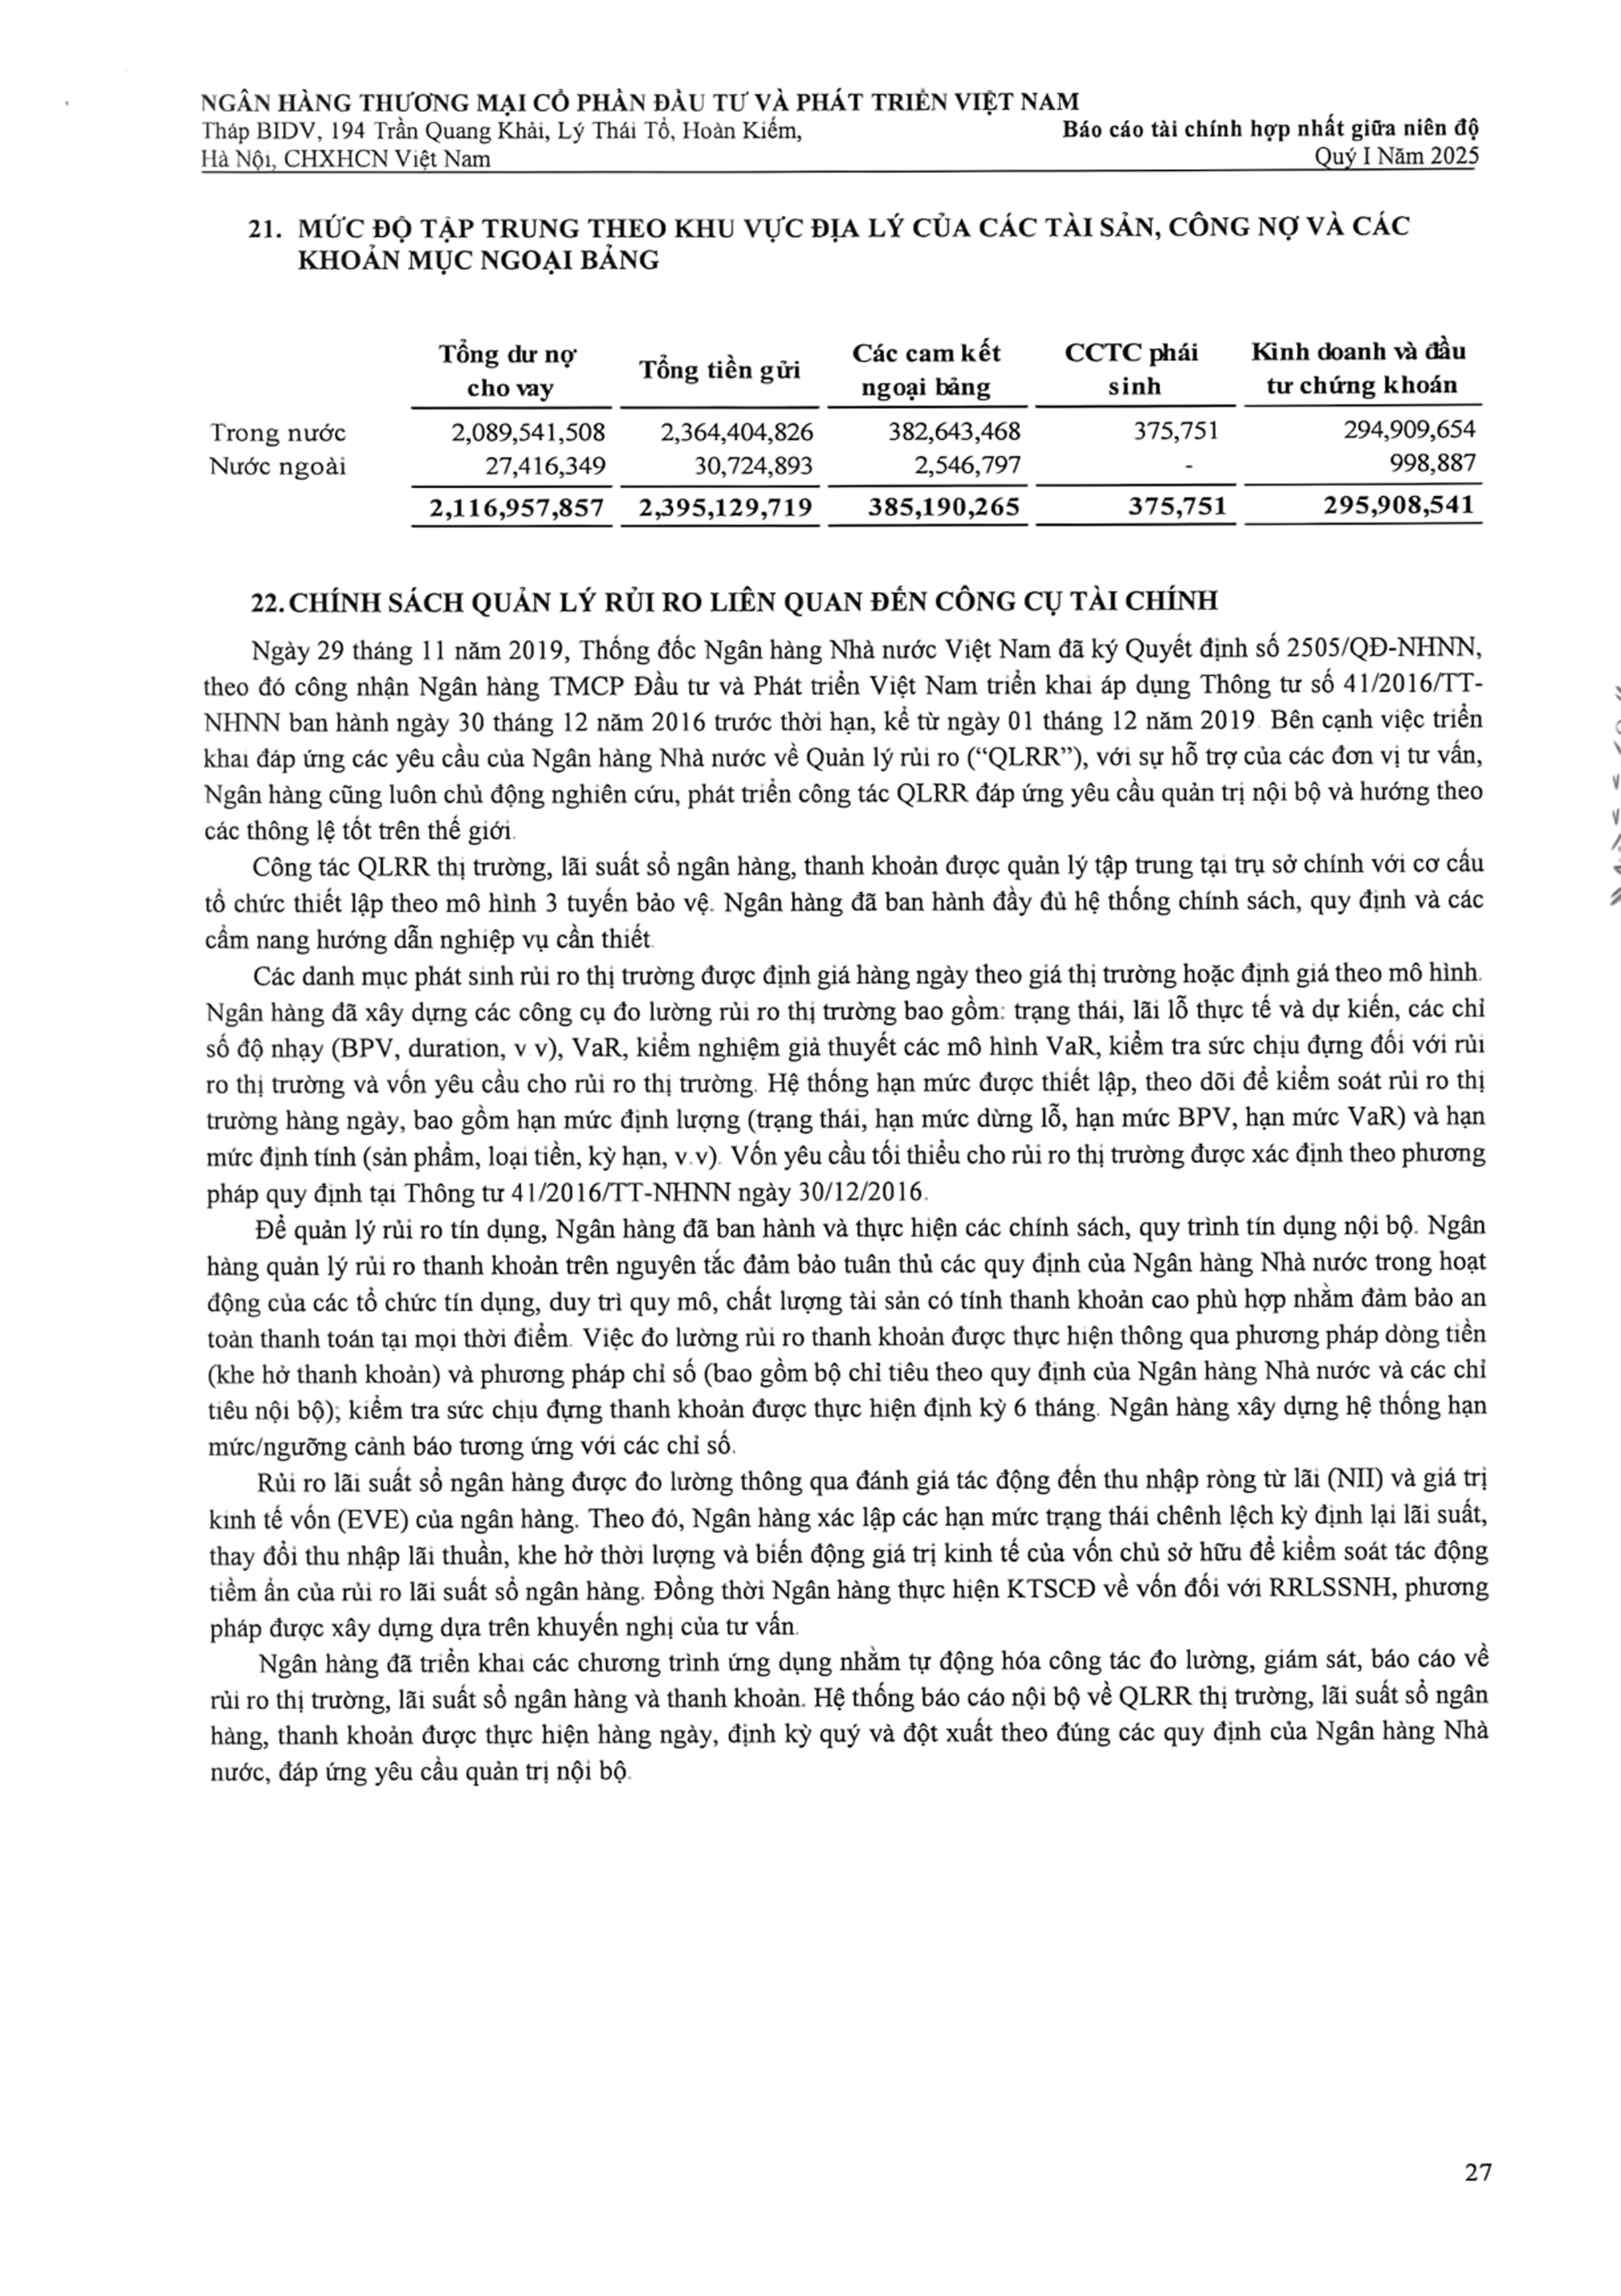 NGÂN HÀNG THƯƠNG MẠI CỔ PHẦN ĐẦU TƯ VÀ PHÁT TRIỂN VIỆT NAM
Tháp BIDV, 194 Trần Quang Khải, Lý Thái Tổ, Hoàn Kiếm,
Báo cáo tài chính hợp nhất giữa niên độ
Hà Nội, CHXHCN Việt Nam
Quý I Năm 2025
21. MỨC ĐỘ TẬP TRUNG THEO KHU VỰC ĐỊA LÝ CỦA CÁC TÀI SẢN, CÔNG NỢ VÀ CÁC
KHOẢN MỤC NGOẠI BẢNG
Tổng dư nợ cho vay Tổng tiền gửi Các cam kết ngoại bảng CCTC phái sinh Kinh doanh và đầu tư chứng khoán
Trong nước 2,089,541,508 2,364,404,826 382,643,468 375,751 294,909,654
Nước ngoài 27,416,349 30,724,893 2,546,797 - 998,887
2,116,957,857 2,395,129,719 385,190,265 375,751 295,908,541
22. CHÍNH SÁCH QUẢN LÝ RỦI RO LIÊN QUAN ĐẾN CÔNG CỤ TÀI CHÍNH
Ngày 29 tháng 11 năm 2019, Thống đốc Ngân hàng Nhà nước Việt Nam đã ký Quyết định số 2505/QĐ-NHNN,
theo đó công nhận Ngân hàng TMCP Đầu tư và Phát triển Việt Nam triển khai áp dụng Thông tư số 41/2016/TT-
NHNN ban hành ngày 30 tháng 12 năm 2016 trước thời hạn, kể từ ngày 01 tháng 12 năm 2019. Bên cạnh việc triển
khai đáp ứng các yêu cầu của Ngân hàng Nhà nước về Quản lý rủi ro (“QLRR”), với sự hỗ trợ của các đơn vị tư vấn,
Ngân hàng cũng luôn chủ động nghiên cứu, phát triển công tác QLRR đáp ứng yêu cầu quản trị nội bộ và hướng theo
các thông lệ tốt trên thế giới.
Công tác QLRR thị trường, lãi suất sổ ngân hàng, thanh khoản được quản lý tập trung tại trụ sở chính với cơ cấu
tổ chức thiết lập theo mô hình 3 tuyến bảo vệ. Ngân hàng đã ban hành đầy đủ hệ thống chính sách, quy định và các
cẩm nang hướng dẫn nghiệp vụ cần thiết.
Các danh mục phát sinh rủi ro thị trường được định giá hàng ngày theo giá thị trường hoặc định giá theo mô hình.
Ngân hàng đã xây dựng các công cụ đo lường rủi ro thị trường bao gồm: trạng thái, lãi lỗ thực tế và dự kiến, các chỉ
số độ nhạy (BPV, duration, v.v), VaR, kiểm nghiệm giả thuyết các mô hình VaR, kiểm tra sức chịu đựng đối với rủi
ro thị trường và vốn yêu cầu cho rủi ro thị trường. Hệ thống hạn mức được thiết lập, theo dõi để kiểm soát rủi ro thị
trường hàng ngày, bao gồm hạn mức định lượng (trạng thái, hạn mức dừng lỗ, hạn mức BPV, hạn mức VaR) và hạn
mức định tính (sản phẩm, loại tiền, kỳ hạn, v.v). Vốn yêu cầu tối thiểu cho rủi ro thị trường được xác định theo phương
pháp quy định tại Thông tư 41/2016/TT-NHNN ngày 30/12/2016.
Để quản lý rủi ro tín dụng, Ngân hàng đã ban hành và thực hiện các chính sách, quy trình tín dụng nội bộ. Ngân
hàng quản lý rủi ro thanh khoản trên nguyên tắc đảm bảo tuân thủ các quy định của Ngân hàng Nhà nước trong hoạt
động của các tổ chức tín dụng, duy trì quy mô, chất lượng tài sản có tính thanh khoản cao phù hợp nhằm đảm bảo an
toàn thanh toán tại mọi thời điểm. Việc đo lường rủi ro thanh khoản được thực hiện thông qua phương pháp dòng tiền
(khe hở thanh khoản) và phương pháp chỉ số (bao gồm bộ chỉ tiêu theo quy định của Ngân hàng Nhà nước và các chỉ
tiêu nội bộ); kiểm tra sức chịu đựng thanh khoản được thực hiện định kỳ 6 tháng. Ngân hàng xây dựng hệ thống hạn
mức/ngưỡng cảnh báo tương ứng với các chỉ số.
Rủi ro lãi suất sổ ngân hàng được đo lường thông qua đánh giá tác động đến thu nhập ròng từ lãi (NII) và giá trị
kinh tế vốn (EVE) của ngân hàng. Theo đó, Ngân hàng xác lập các hạn mức trạng thái chênh lệch kỳ định lại lãi suất,
thay đổi thu nhập lãi thuần, khe hở thời lượng và biến động giá trị kinh tế của vốn chủ sở hữu để kiểm soát tác động
tiềm ẩn của rủi ro lãi suất sổ ngân hàng. Đồng thời Ngân hàng thực hiện KTSCĐ về vốn đối với RRLSSNH, phương
pháp được xây dựng dựa trên khuyến nghị của tư vấn.
Ngân hàng đã triển khai các chương trình ứng dụng nhằm tự động hóa công tác đo lường, giám sát, báo cáo về
rủi ro thị trường, lãi suất sổ ngân hàng và thanh khoản. Hệ thống báo cáo nội bộ về QLRR thị trường, lãi suất sổ ngân
hàng, thanh khoản được thực hiện hàng ngày, định kỳ quý và đột xuất theo đúng các quy định của Ngân hàng Nhà
nước, đáp ứng yêu cầu quản trị nội bộ.
27